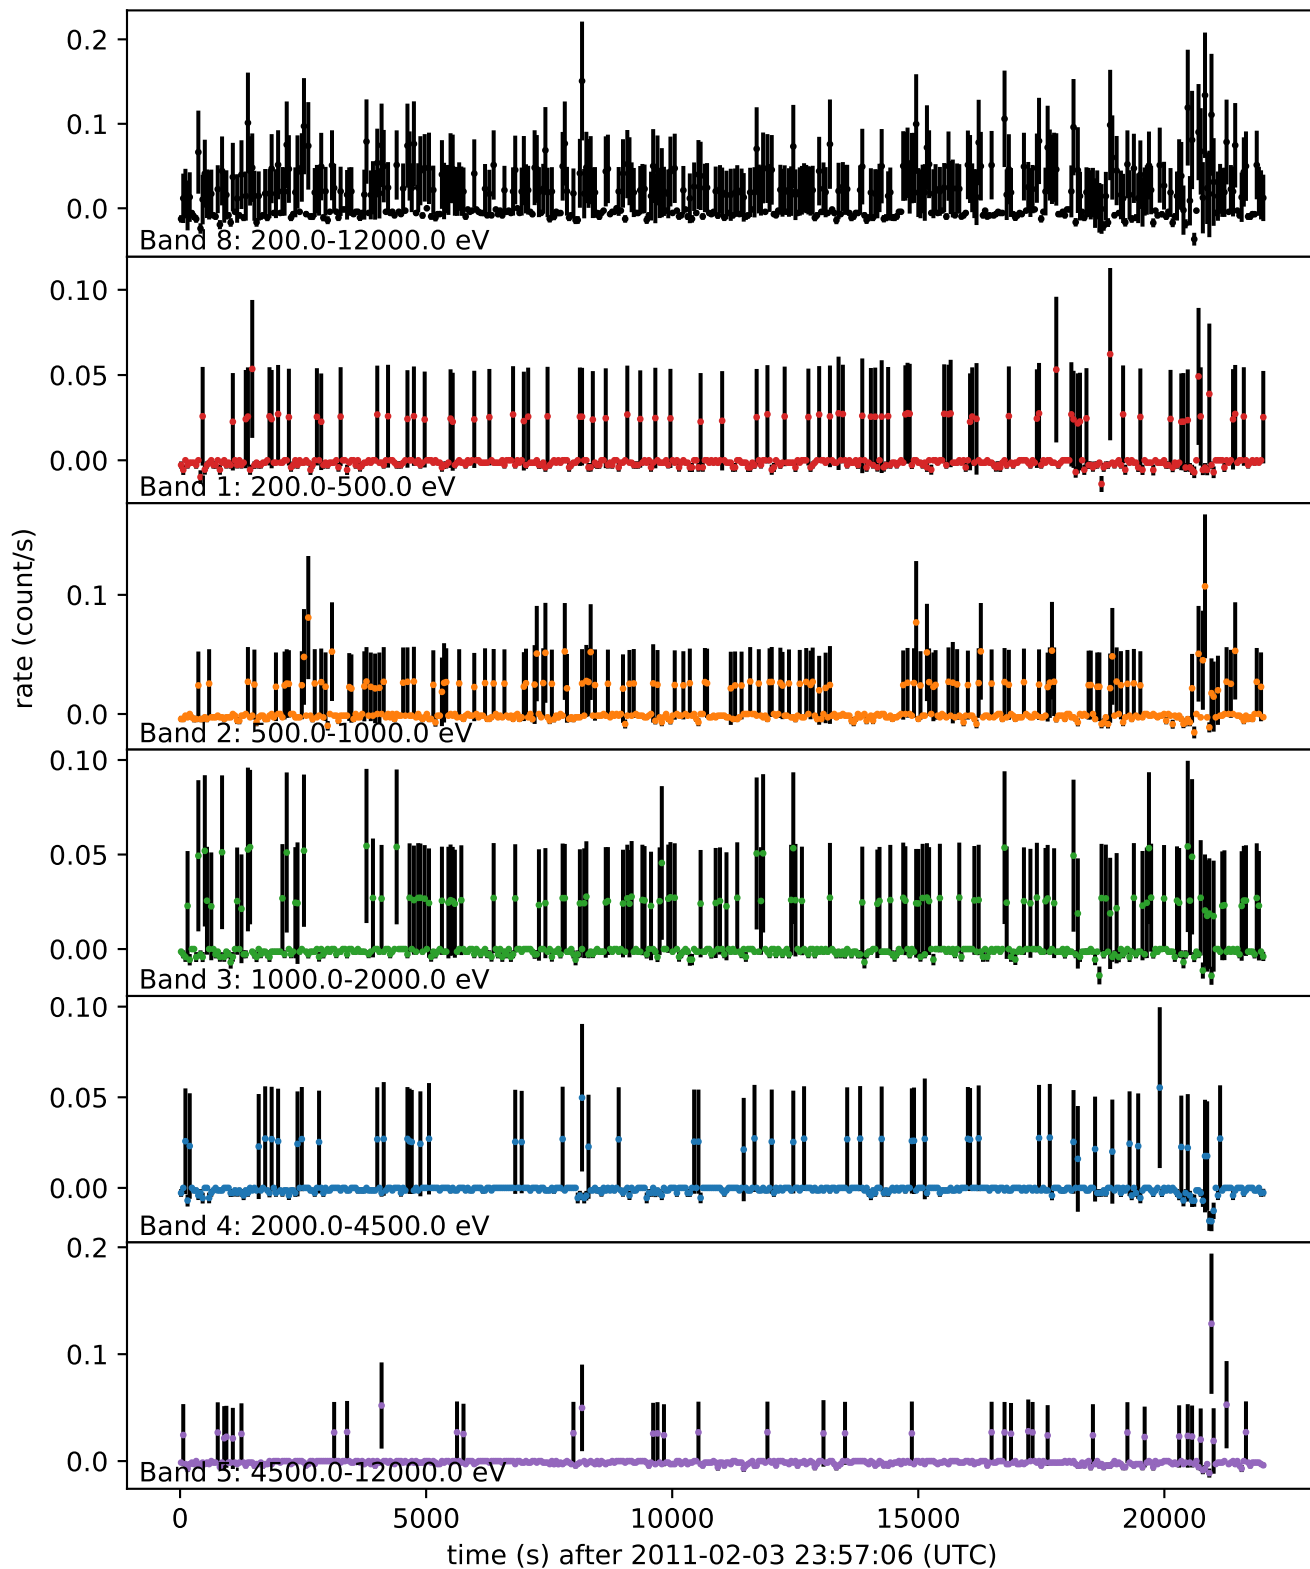 0.2
0.1
0.0
Band 8: 200.0-12000.0 eV
0.10
0.05
0.00
Band 1: 200.0-500.0 eV
rate (count/s)
0.1
0.0
Band 2: 500.0-1000.0 eV
0.10
0.05
0.00
Band 3: 1000.0-2000.0 eV
0.10
0.05
0.00
Band 4: 2000.0-4500.0 eV
0.2
0.1
0.0
Band 5: 4500.0-12000.0 eV
0 5000 10000 15000 20000
time (s) after 2011-02-03 23:57:06 (UTC)